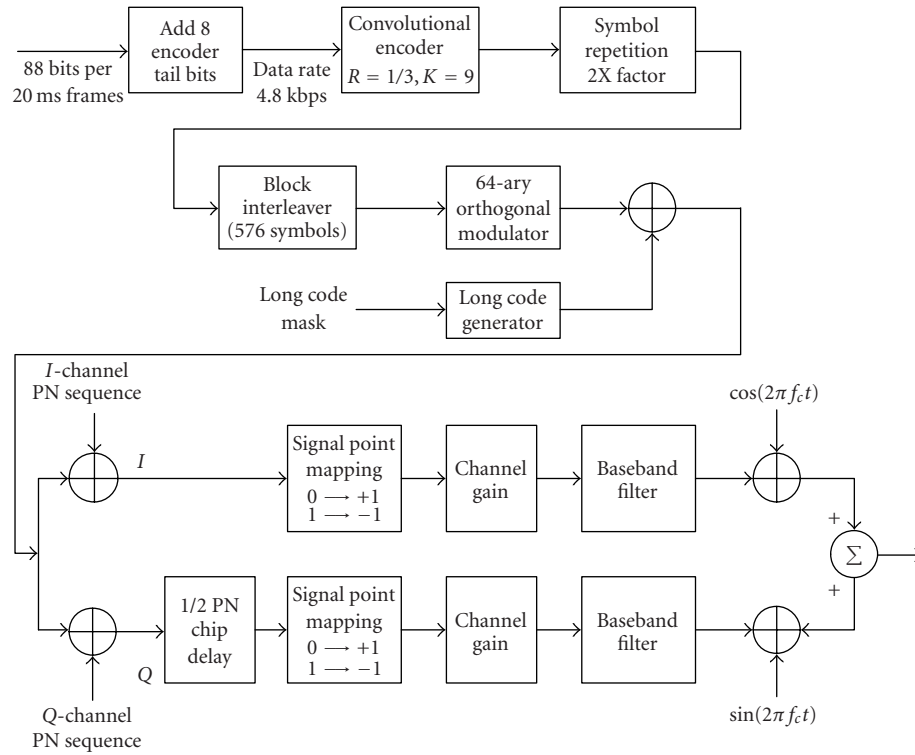 88 bits per
20 ms frames
Add 8
encoder
tail bits
Data rate
4.8 kbps
Convolutional
encoder
R = 1/3, K = 9
Symbol
repetition
2X factor
Block
interleaver
(576 symbols)
64-ary
orthogonal
modulator
Long code
mask
Long code
generator
I-channel
PN sequence
I
Signal point
mapping
0 → +1
1 → −1
Channel
gain
Baseband
filter
cos(2πf_ct)
+
Σ
+
1/2 PN
chip
delay
Q
Signal point
mapping
0 → +1
1 → −1
Channel
gain
Baseband
filter
Q-channel
PN sequence
sin(2πf_ct)